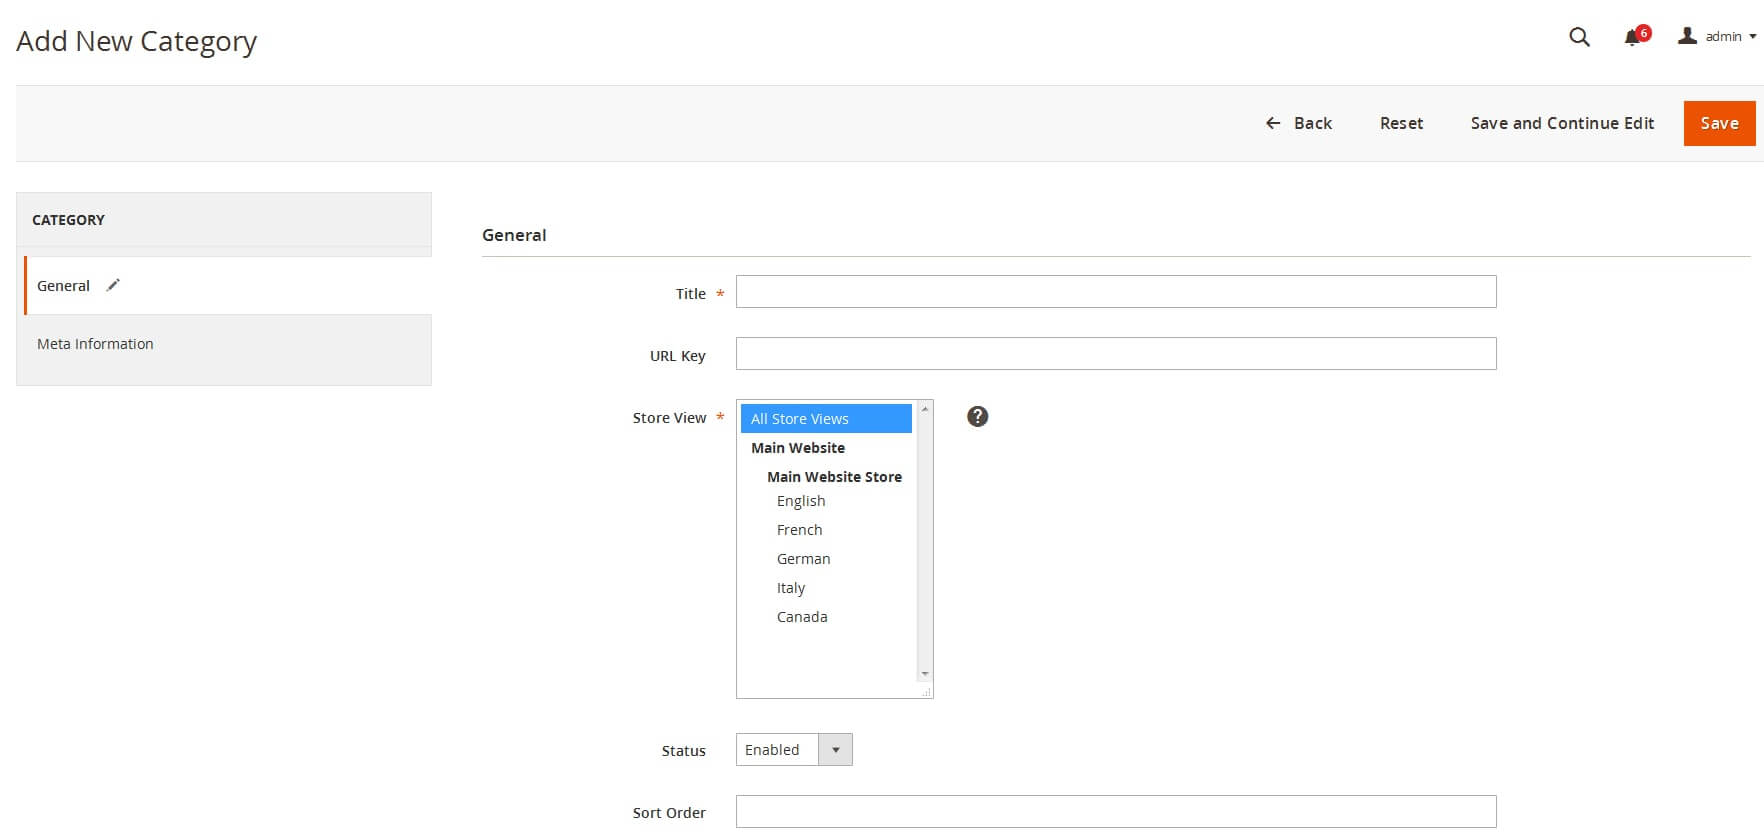 Add New Category
6
admin
Back
Reset
Save and Continue Edit
Save
CATEGORY
General
Meta Information
General
Title *
URL Key
Store View *
All Store Views
Main Website
Main Website Store
English
French
German
Italy
Canada
?
Status
Enabled
Sort Order